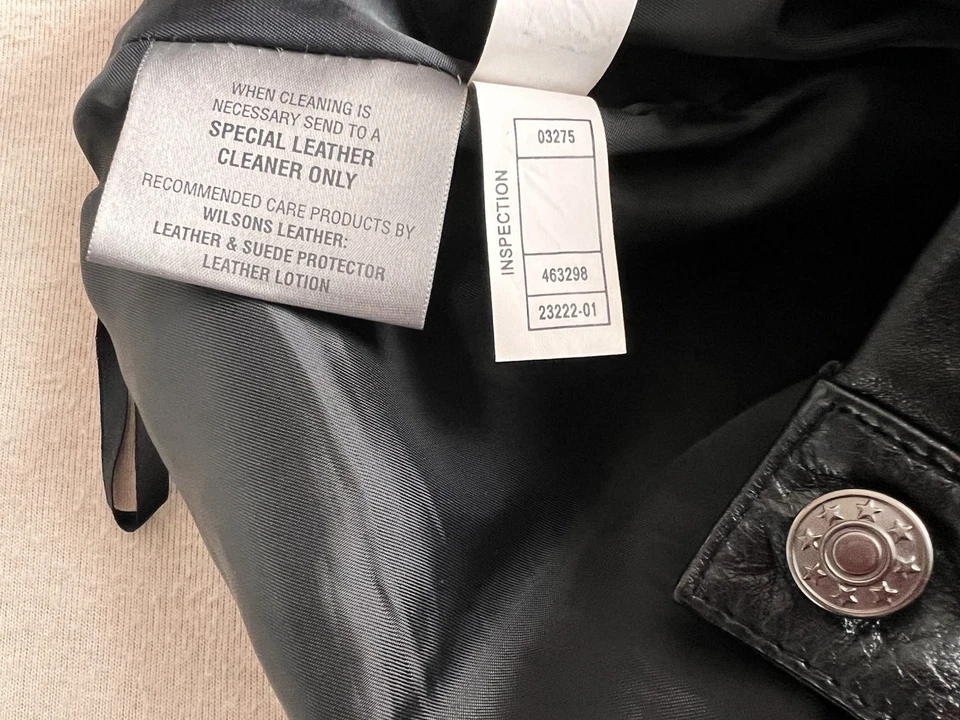 WHEN CLEANING IS
NECESSARY SEND TO A
SPECIAL LEATHER
CLEANER ONLY
RECOMMENDED CARE PRODUCTS BY
WILSONS LEATHER:
LEATHER & SUEDE PROTECTOR
LEATHER LOTION
INSPECTION
03275
463298
23222-01